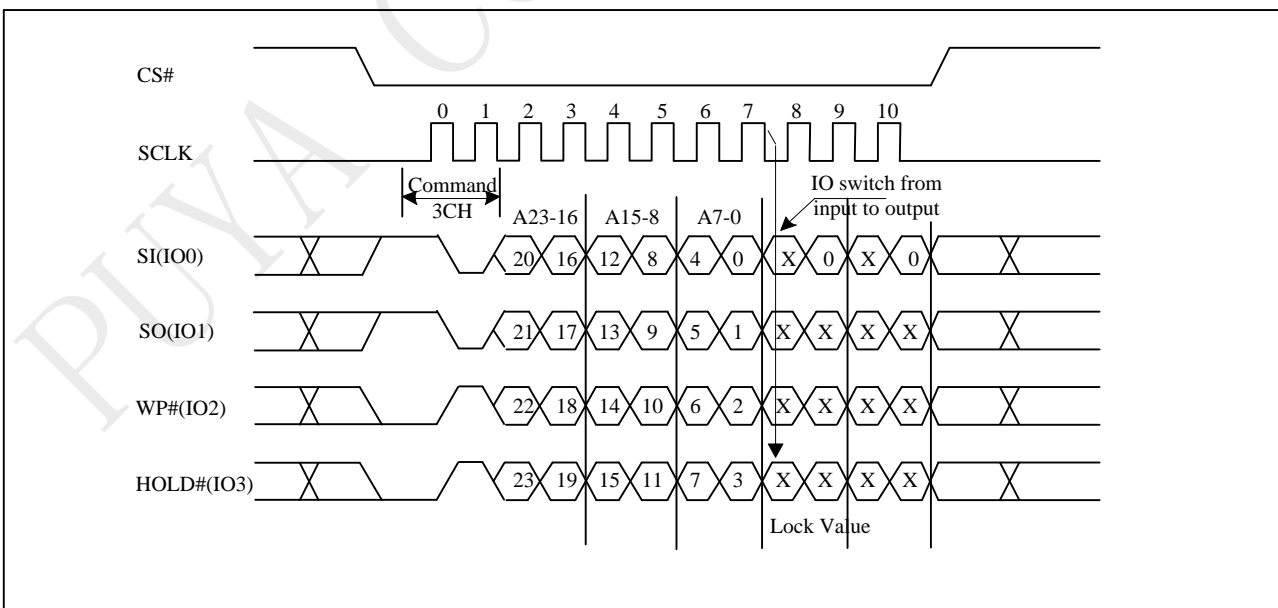 PUYA C
CS#
0 1 2 3 4 5 6 7 8 9 10
SCLK
Command
3CH
IO switch from
input to output
A23-16 A15-8 A7-0
SI(IO0) 20 16 12 8 4 0 X 0 X 0
SO(IO1) 21 17 13 9 5 1 X X X X
WP#(IO2) 22 18 14 10 6 2 X X X X
HOLD#(IO3) 23 19 15 11 7 3 X X X X
Lock Value